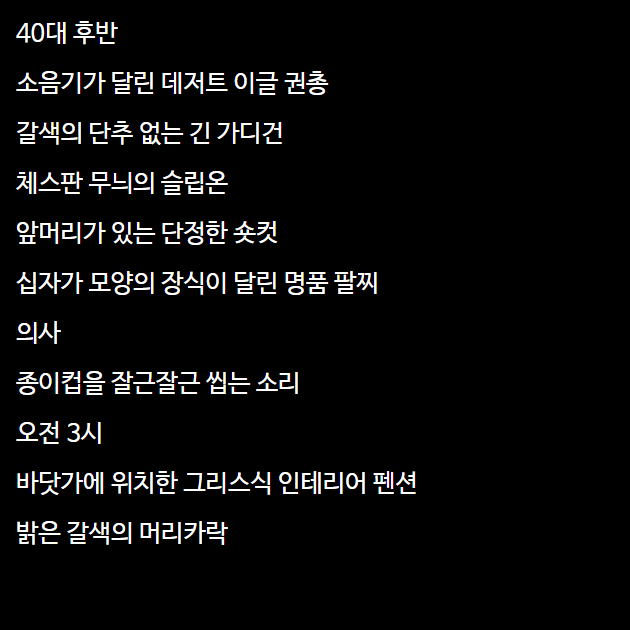 40대 후반
소음기가 달린 데저트 이글 권총
갈색의 단추 없는 긴 가디건
체스판 무늬의 슬립온
앞머리가 있는 단정한 숏컷
십자가 모양의 장식이 달린 명품 팔찌
의사
종이컵을 잘근잘근 씹는 소리
오전 3시
바닷가에 위치한 그리스식 인테리어 펜션
밝은 갈색의 머리카락